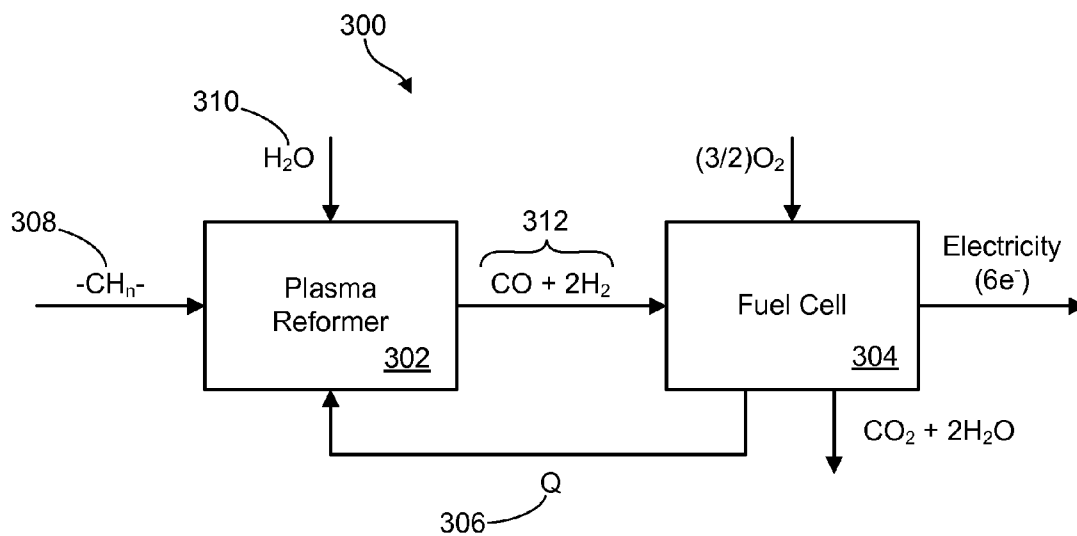 300
310
H₂O
(3/2)O₂
308
-CHₙ-
312
CO + 2H₂
Electricity
(6e⁻)
Plasma
Reformer
302
Fuel Cell
304
CO₂ + 2H₂O
Q
306